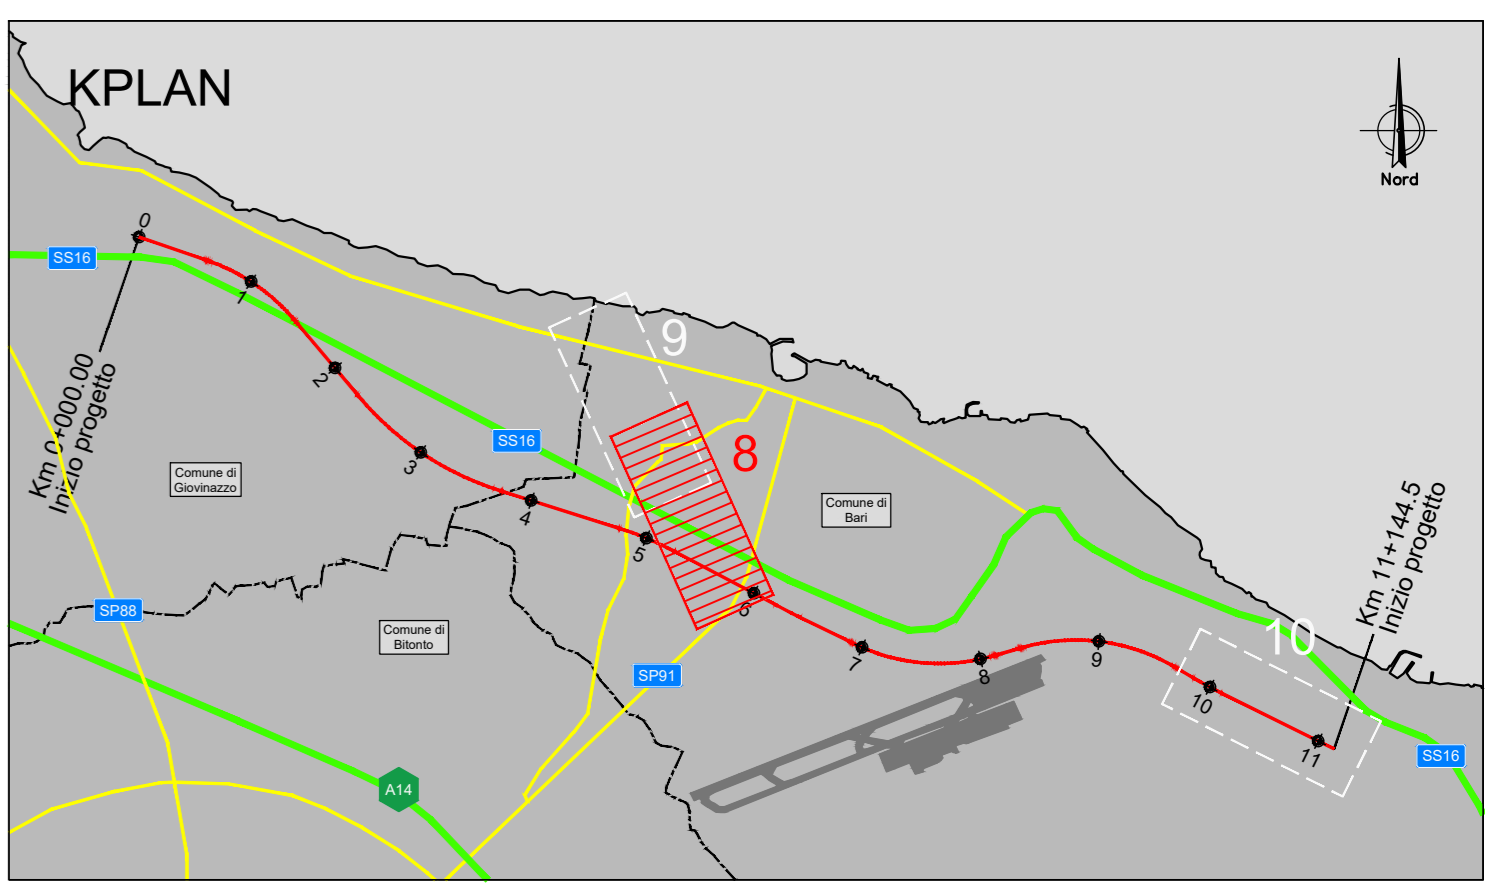 KPLAN
Nord
0
SS16
1
9
2
Km 0+000.00
Inizio progetto
SS16
8
3
Comune di
Giovinazzo
4
Comune di
Bari
5
Km 11+144.5
Inizio progetto
6
SP88
Comune di
Bitonto
10
7
8
9
SP91
10
11
SS16
A14